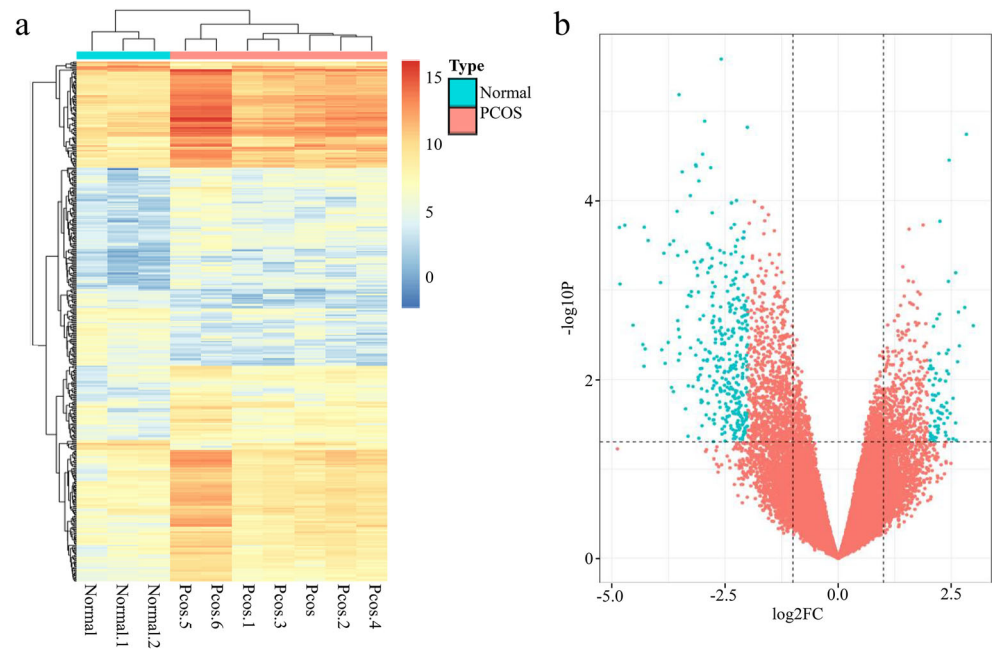 a
Type
Normal
PCOS
15
10
5
0
Normal
Normal.1
Normal.2
Pcos.5
Pcos.6
Pcos.1
Pcos.3
Pcos
Pcos.2
Pcos.4
b
-log10P
4
2
0
-5.0
-2.5
0.0
2.5
log2FC